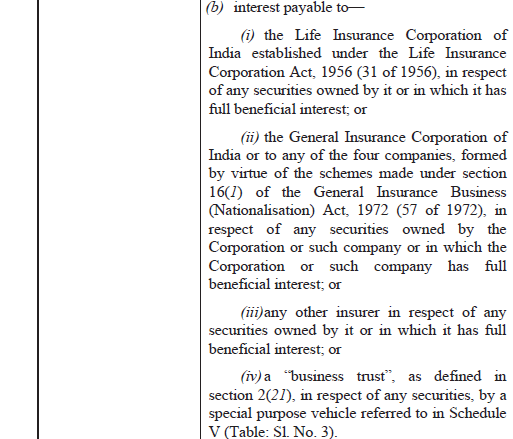 (b) interest payable to—
(i) the Life Insurance Corporation of
India established under the Life Insurance
Corporation Act, 1956 (31 of 1956), in respect
of any securities owned by it or in which it has
full beneficial interest; or
(ii) the General Insurance Corporation of
India or to any of the four companies, formed
by virtue of the schemes made under section
16(1) of the General Insurance Business
(Nationalisation) Act, 1972 (57 of 1972), in
respect of any securities owned by the
Corporation or such company or in which the
Corporation or such company has full
beneficial interest; or
(iii)any other insurer in respect of any
securities owned by it or in which it has full
beneficial interest; or
(iv) a “business trust”, as defined in
section 2(21), in respect of any securities, by a
special purpose vehicle referred to in Schedule
V (Table: Sl. No. 3).